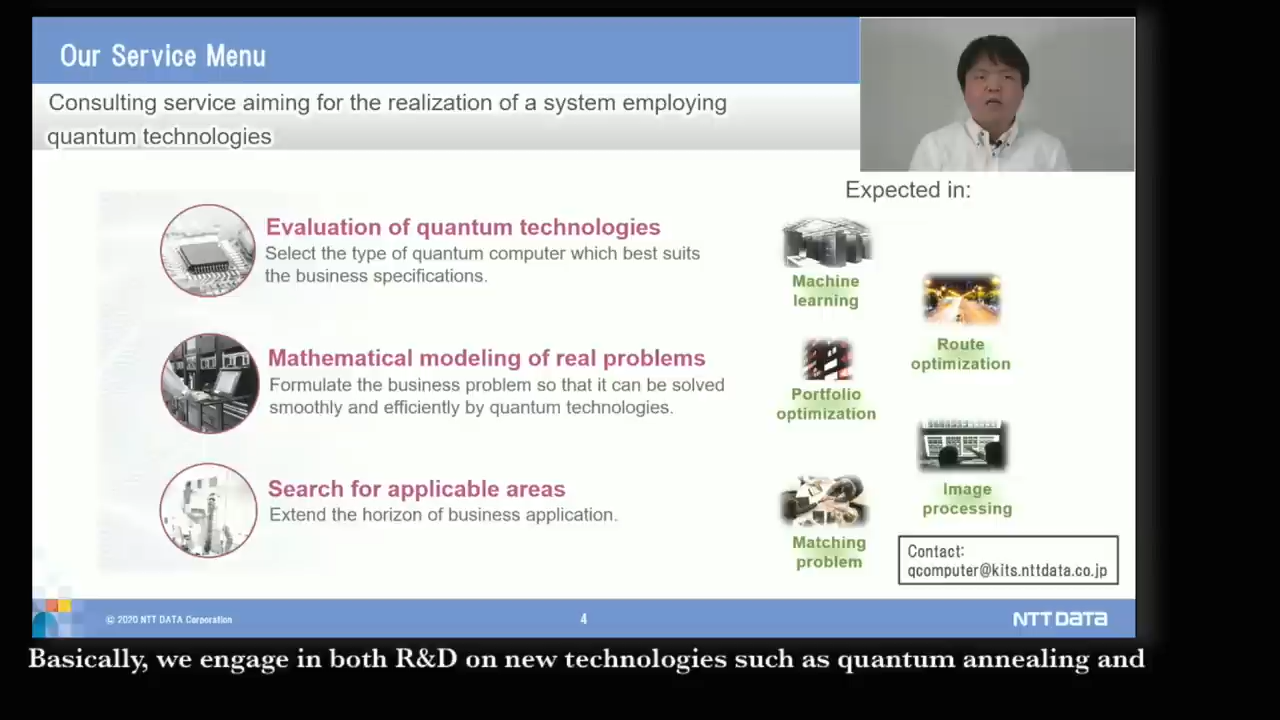 Our Service Menu
Consulting service aiming for the realization of a system employing
quantum technologies
Evaluation of quantum technologies
Select the type of quantum computer which best suits
the business specifications.
Mathematical modeling of real problems
Formulate the business problem so that it can be solved
smoothly and efficiently by quantum technologies.
Search for applicable areas
Extend the horizon of business application.
Expected in:
Machine
learning
Route
optimization
Portfolio
optimization
Image
processing
Matching
problem
Contact:
qcomputer@kits.nttdata.co.jp
© 2020 NTT DATA Corporation
4
NTT DATA
Basically, we engage in both R&D on new technologies such as quantum annealing and